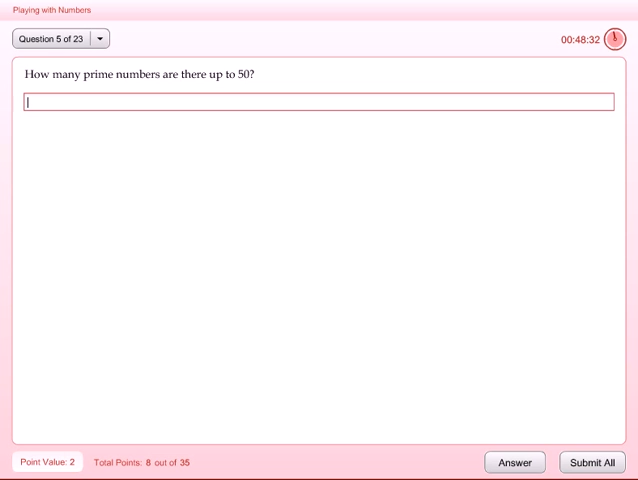 Playing with Numbers
Question 5 of 23
00:48:32
How many prime numbers are there up to 50?
Point Value: 2
Total Points: 8 out of 35
Answer
Submit All